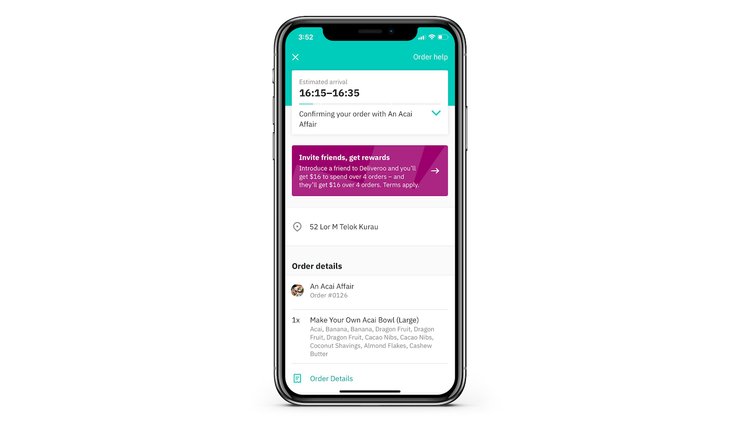 3:52
Order help
Estimated arrival
16:15–16:35
Confirming your order with An Acai
Affair
Invite friends, get rewards
Introduce a friend to Deliveroo and you'll
get $16 to spend over 4 orders – and
they'll get $16 over 4 orders. Terms apply.
52 Lor M Telok Kurau
Order details
An Acai Affair
Order #0126
1x Make Your Own Acai Bowl (Large)
Acai, Banana, Banana, Dragon Fruit, Dragon
Fruit, Dragon Fruit, Cacao Nibs, Cacao Nibs,
Coconut Shavings, Almond Flakes, Cashew
Butter
Order Details